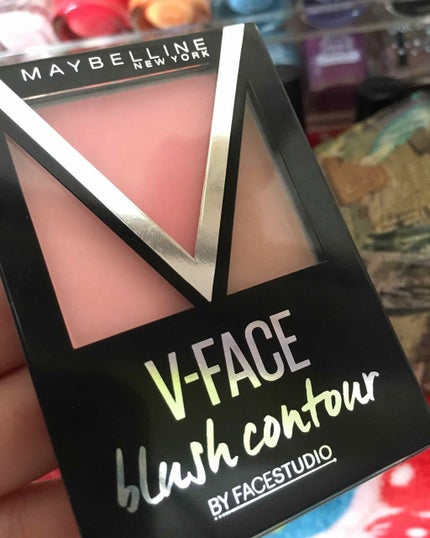 MAYBELLINE
NEW YORK
V-FACE
blush contour
BY FACESTUDIO